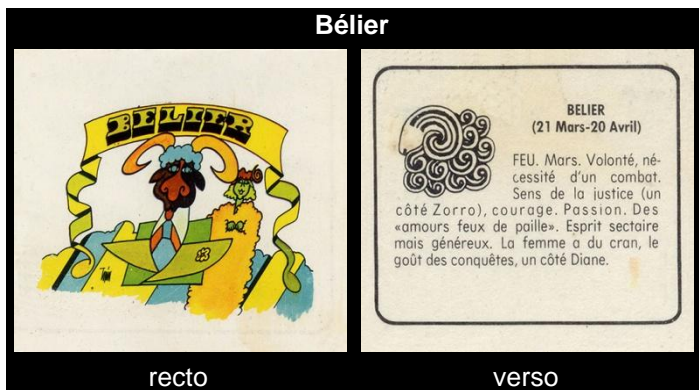 Bélier
BELIER
BELIER
(21 Mars-20 Avril)
FEU. Mars. Volonté, né-
cessité d'un combat.
Sens de la justice (un
côté Zorro), courage. Passion. Des
«amours feux de paille». Esprit sectaire
mais généreux. La femme a du cran, le
goût des conquêtes, un côté Diane.
recto
verso